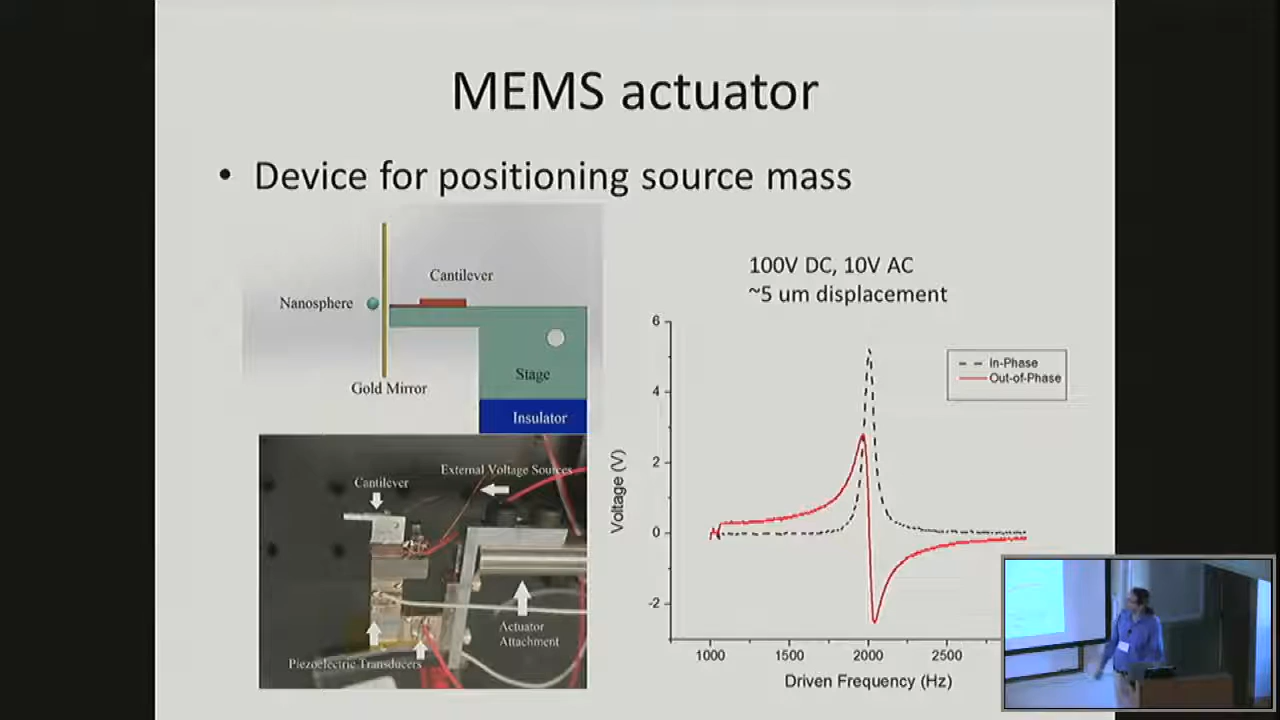 MEMS actuator
• Device for positioning source mass
Cantilever
Nanosphere
Gold Mirror
Stage
Insulator
100V DC, 10V AC
~5 um displacement
6
4
2
0
-2
Voltage (V)
In-Phase
Out-of-Phase
1000
1500
2000
2500
Driven Frequency (Hz)
External Voltage Sources
Cantilever
Actuator
Attachment
Piezoelectric Transducers